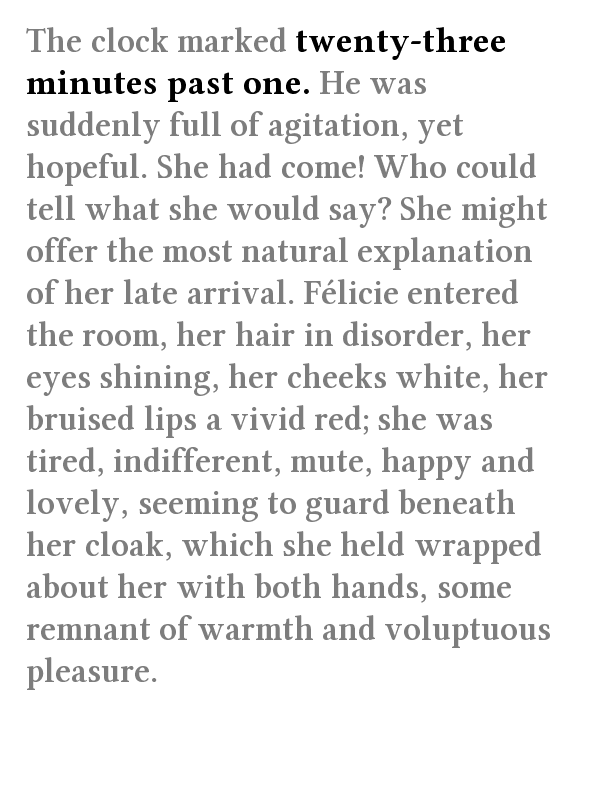 The clock marked twenty-three
minutes past one. He was
suddenly full of agitation, yet
hopeful. She had come! Who could
tell what she would say? She might
offer the most natural explanation
of her late arrival. Félicie entered
the room, her hair in disorder, her
eyes shining, her cheeks white, her
bruised lips a vivid red; she was
tired, indifferent, mute, happy and
lovely, seeming to guard beneath
her cloak, which she held wrapped
about her with both hands, some
remnant of warmth and voluptuous
pleasure.